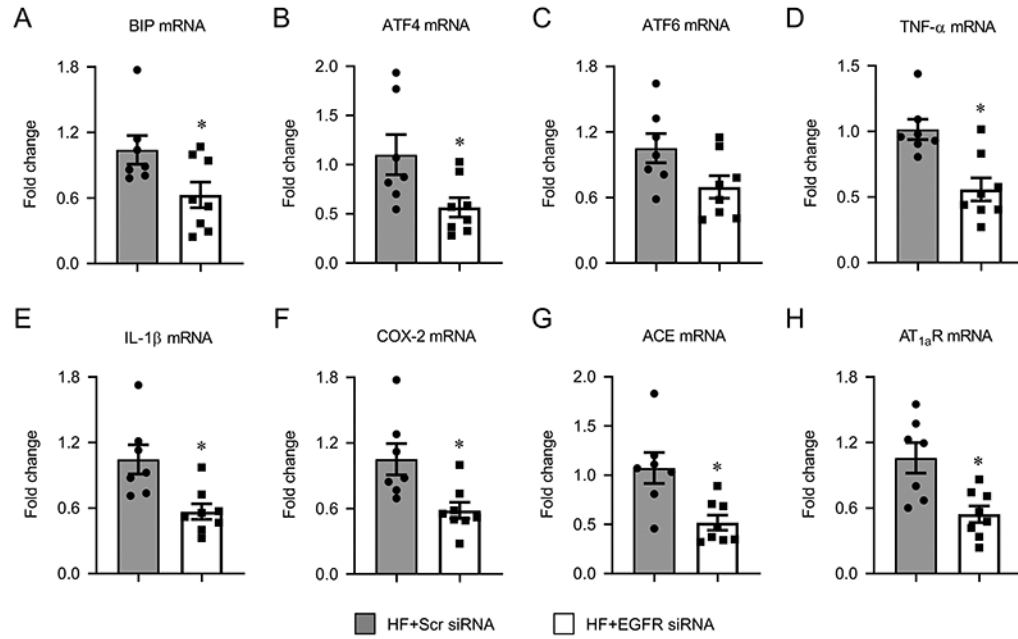 A
BIP mRNA
Fold change
1.8
1.2
0.6
0.0
*
B
ATF4 mRNA
Fold change
2.0
1.5
1.0
0.5
0.0
*
C
ATF6 mRNA
Fold change
1.8
1.2
0.6
0.0
D
TNF-α mRNA
Fold change
1.5
1.0
0.5
0.0
*
E
IL-1β mRNA
Fold change
1.8
1.2
0.6
0.0
*
F
COX-2 mRNA
Fold change
1.8
1.2
0.6
0.0
*
G
ACE mRNA
Fold change
2.0
1.5
1.0
0.5
0.0
*
H
AT1aR mRNA
Fold change
1.8
1.2
0.6
0.0
*
HF+Scr siRNA
HF+EGFR siRNA